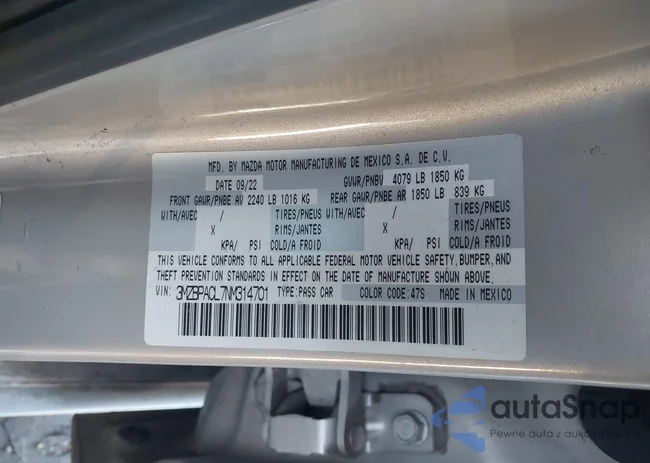 MFD. BY MAZDA MOTOR MANUFACTURING DE MEXICO S.A. DE C.V.
DATE 09/22 GVWR/PNBV 4079 LB 1850 KG
FRONT GAWR/PNBE AV 2240 LB 1016 KG REAR GAWR/PNBE AR 1850 LB 839 KG
WITH/AVEC / TIRES/PNEUS WITH/AVEC / TIRES/PNEUS
X RIMS/JANTES X RIMS/JANTES
KPA/ PSI COLD/A FROID KPA/ PSI COLD/A FROID
THIS VEHICLE CONFORMS TO ALL APPLICABLE FEDERAL MOTOR VEHICLE SAFETY, BUMPER, AND
THEFT PREVENTION STANDARDS IN EFFECT ON THE DATE OF MANUFACTURE SHOWN ABOVE.
VIN: 3MZBPACL7NM314701 TYPE:PASS CAR COLOR CODE:47S MADE IN MEXICO
autaSnap
Pewne auta z aukcji